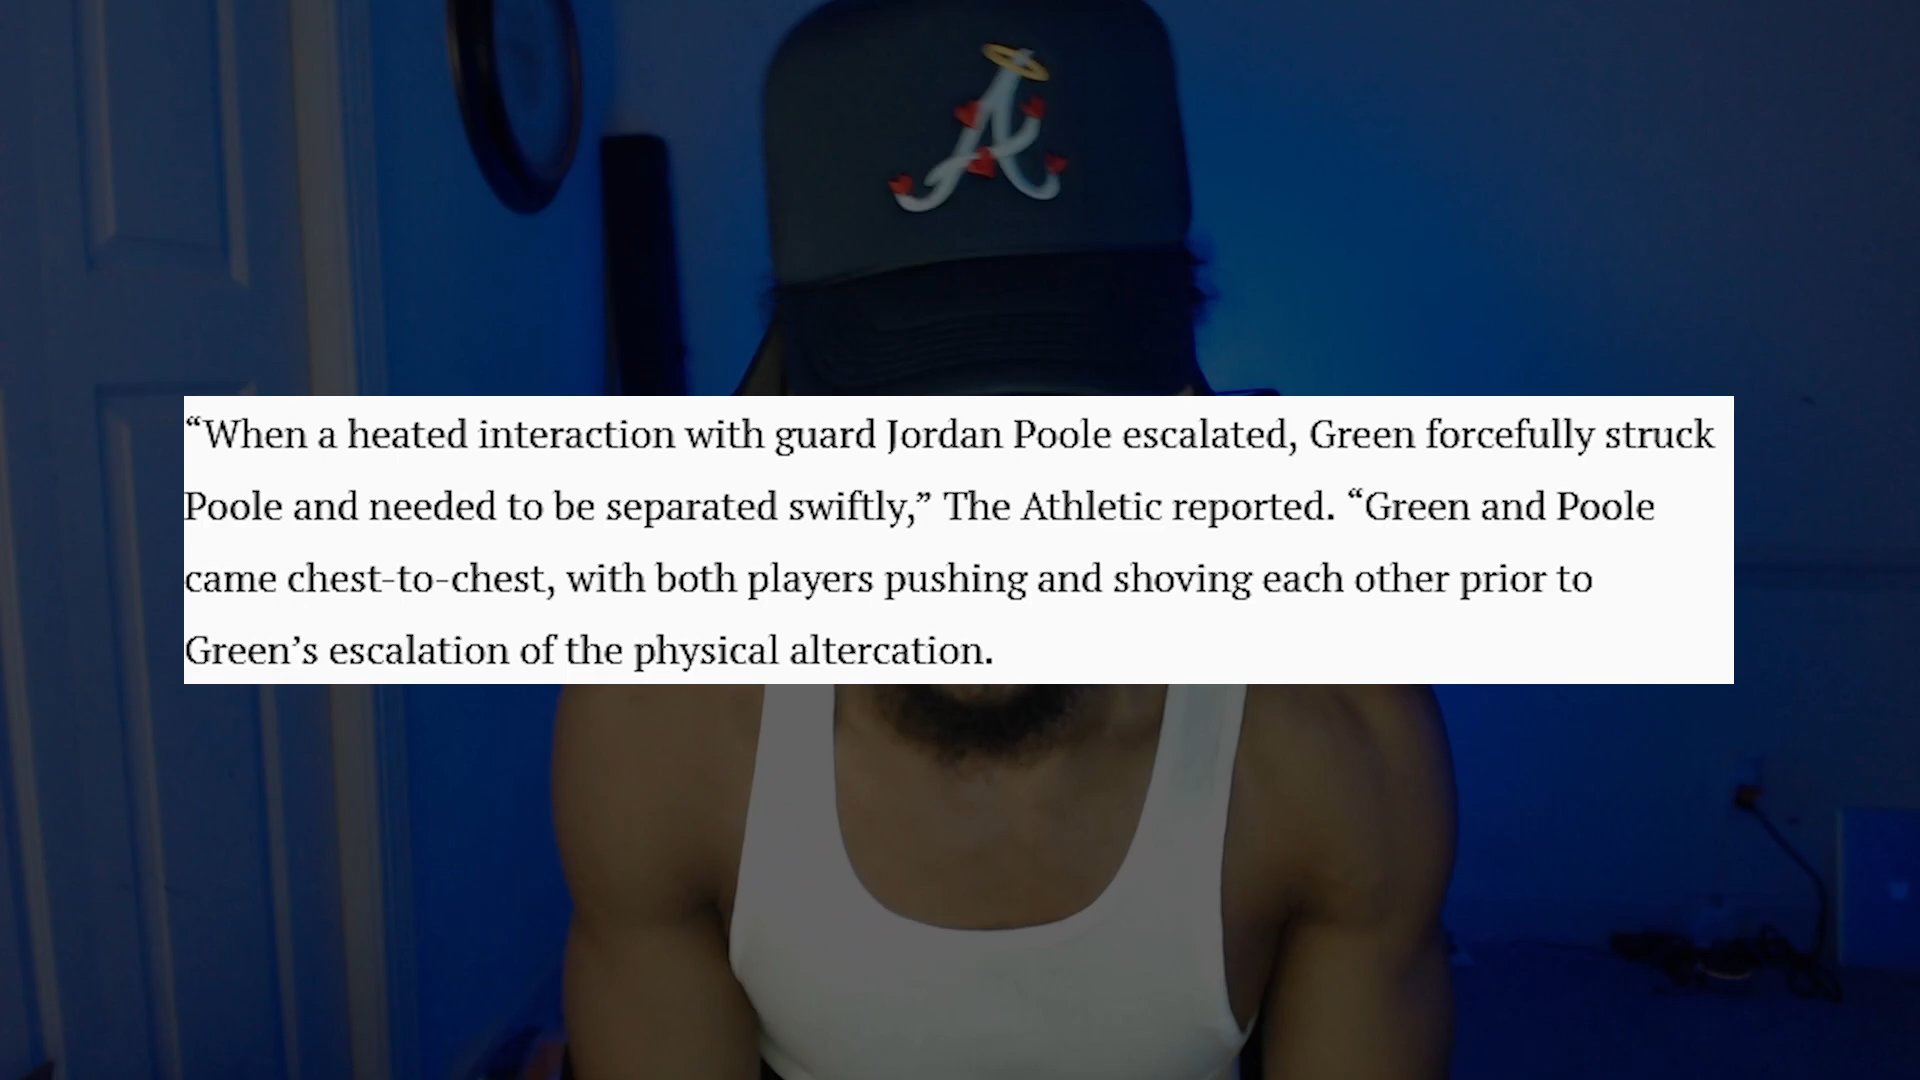 A
“When a heated interaction with guard Jordan Poole escalated, Green forcefully struck
Poole and needed to be separated swiftly,” The Athletic reported. “Green and Poole
came chest-to-chest, with both players pushing and shoving each other prior to
Green’s escalation of the physical altercation.